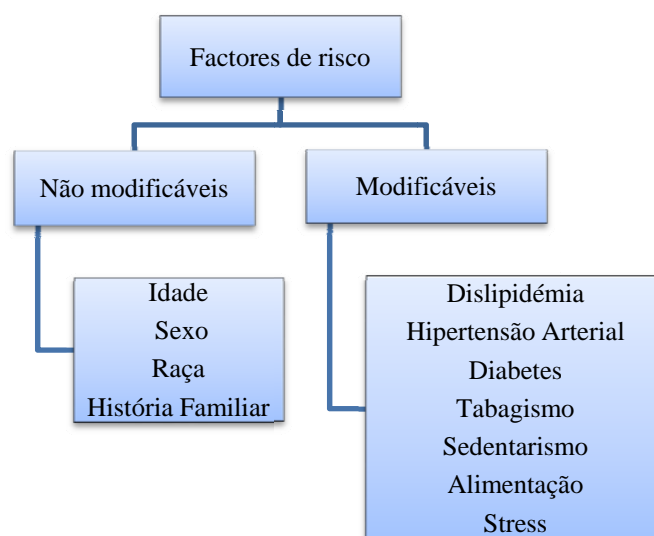 Factores de risco
Não modificáveis
Modificáveis
Idade
Sexo
Raça
História Familiar
Dislipidémia
Hipertensão Arterial
Diabetes
Tabagismo
Sedentarismo
Alimentação
Stress